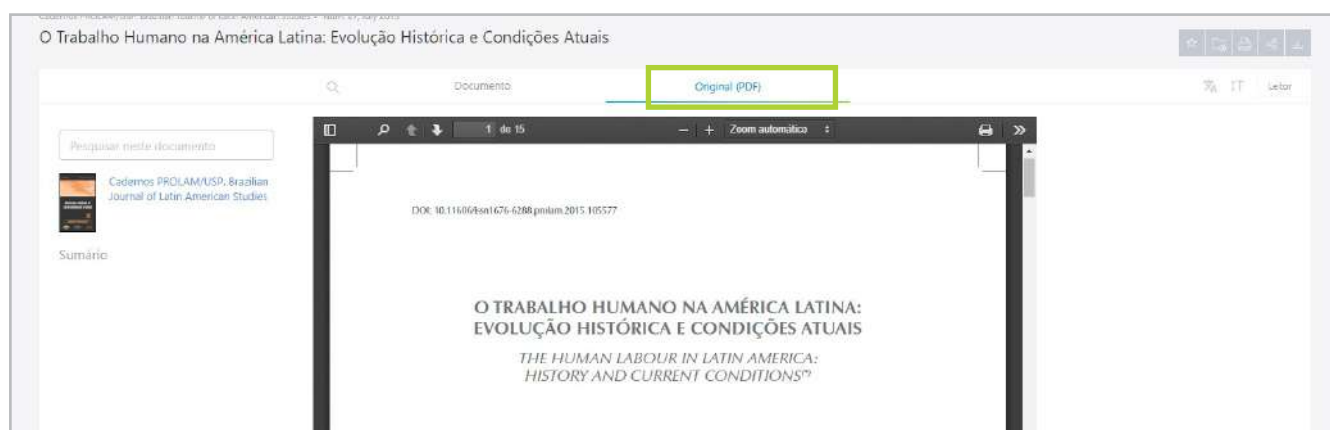 O Trabalho Humano na América Latina: Evolução Histórica e Condições Atuais
Documento
Original (PDF)
Leitor
Pesquisar neste documento
1 de 15
Zoom automático
Cadernos PROLAM/USP. Brazilian
Journal of Latin American Studies
Sumário
O TRABALHO HUMANO NA AMÉRICA LATINA:
EVOLUÇÃO HISTÓRICA E CONDIÇÕES ATUAIS
THE HUMAN LABOUR IN LATIN AMERICA:
HISTORY AND CURRENT CONDITIONS